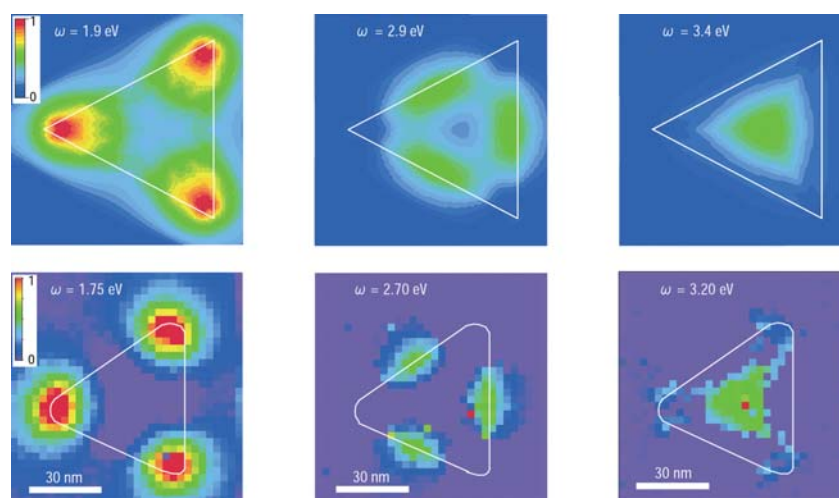 1
0
ω = 1.9 eV
ω = 2.9 eV
ω = 3.4 eV
1
0
ω = 1.75 eV
ω = 2.70 eV
ω = 3.20 eV
30 nm
30 nm
30 nm